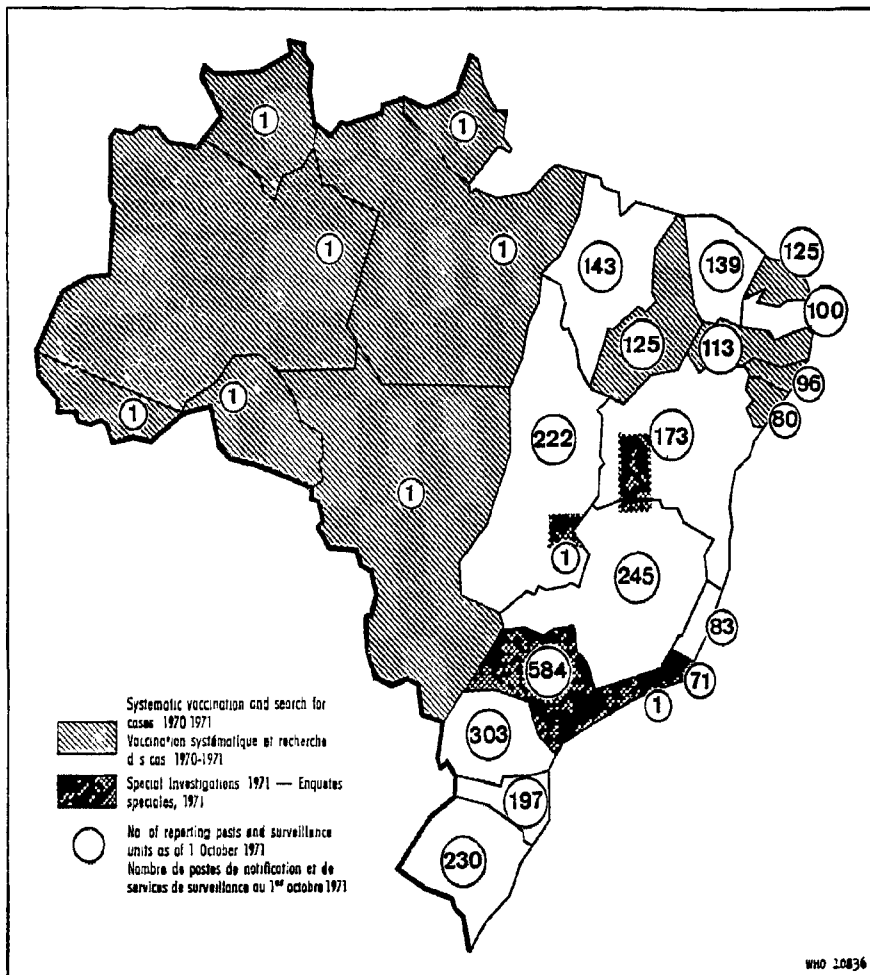 1
1
1
1
143
139
125
100
125
113
96
80
1
1
1
222
173
1
245
83
584
71
1
303
197
230
Systematic vaccination and search for
cases 1970 1971
Vaccination systématique et recherche
d s cas 1970-1971
Special Investigations 1971 — Enquetes
speciales, 1971
No of reporting posts and surveillance
units as of 1 October 1971
Nombre de postes de notification et de
services de surveillance au 1er octobre 1971
WHO 20836